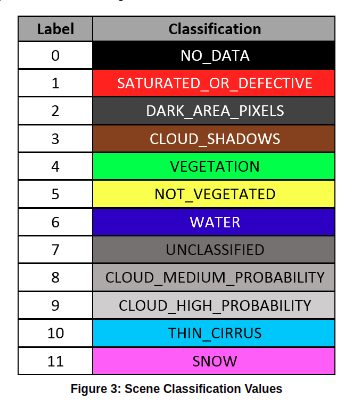 Label Classification
0 NO_DATA
1 SATURATED_OR_DEFECTIVE
2 DARK_AREA_PIXELS
3 CLOUD_SHADOWS
4 VEGETATION
5 NOT_VEGETATED
6 WATER
7 UNCLASSIFIED
8 CLOUD_MEDIUM_PROBABILITY
9 CLOUD_HIGH_PROBABILITY
10 THIN_CIRRUS
11 SNOW
Figure 3: Scene Classification Values